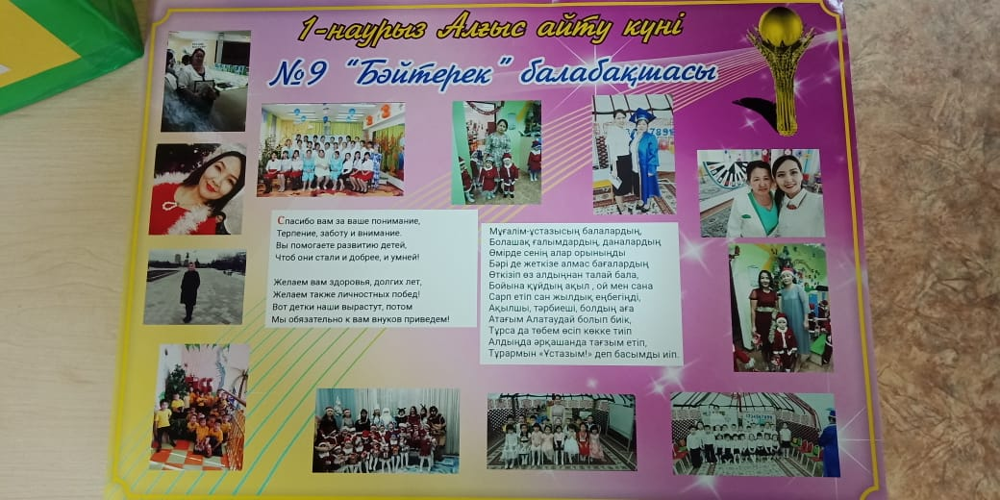 1-наурыз Алғыс айту күні
№9 "Бәйтерек" балабақшасы
Спасибо вам за ваше понимание,
Терпение, заботу и внимание.
Вы помогаете развитию детей,
Чтоб они стали и добрее, и умней!
Желаем вам здоровья, долгих лет,
Желаем также личностных побед!
Вот детки наши вырастут, потом
Мы обязательно к вам внуков приведем!
Мұғалім-ұстазысың балалардың,
Болашақ ғалымдардың, даналардың
Өмірде сенің алар орыныңды
Бәрі де жеткізе алмас бағалардың
Өткізіп өз алдыңнан талай бала,
Бойына құйдың ақыл , ой мен сана
Сарп етіп сан жылдық еңбегіңді,
Ақылшы, тәрбиеші, болдың аға
Атағым Алатаудай болып биік,
Тұрса да төбем өсіп көкке тиіп
Алдыңда әрқашанда тағзым етіп,
Тұрармын «Ұстазым!» деп басымды иіп.